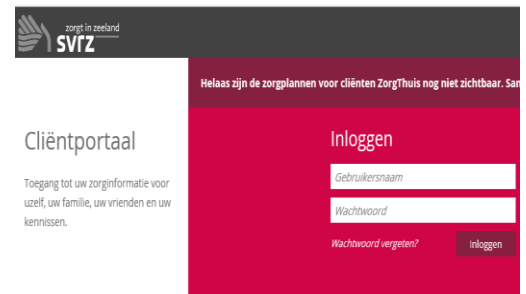 zorgt in zeeland
svrz
Helaas zijn de zorgplannen voor cliënten ZorgThuis nog niet zichtbaar. San
Cliëntportaal
Toegang tot uw zorginformatie voor
uzelf, uw familie, uw vrienden en uw
kennissen.
Inloggen
Gebruikersnaam
Wachtwoord
Wachtwoord vergeten?
Inloggen